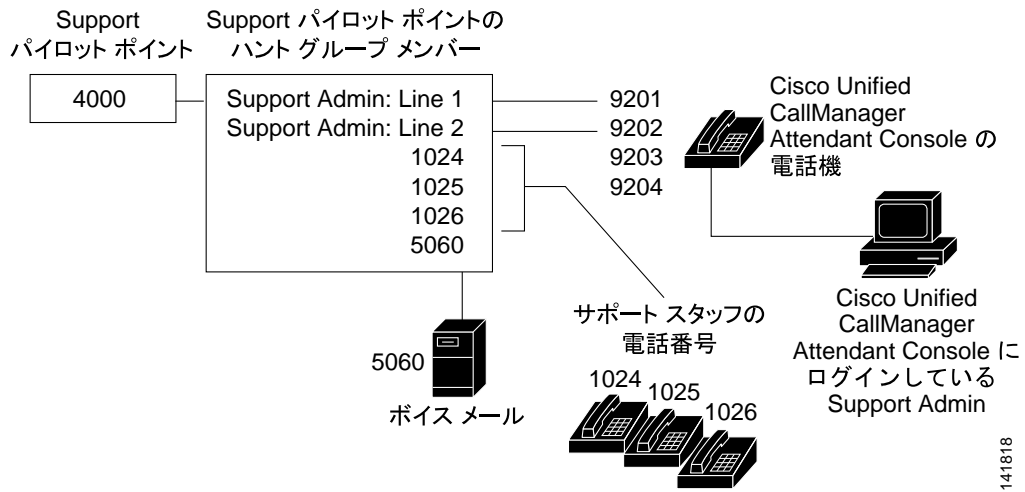 Support
パイロット ポイント
Support パイロット ポイントの
ハント グループ メンバー
4000
Support Admin: Line 1
Support Admin: Line 2
1024
1025
1026
5060
9201
9202
9203
9204
Cisco Unified
CallManager
Attendant Console の
電話機
5060
ボイス メール
サポート スタッフの
電話番号
1024
1025
1026
Cisco Unified
CallManager
Attendant Console に
ログインしている
Support Admin
141818